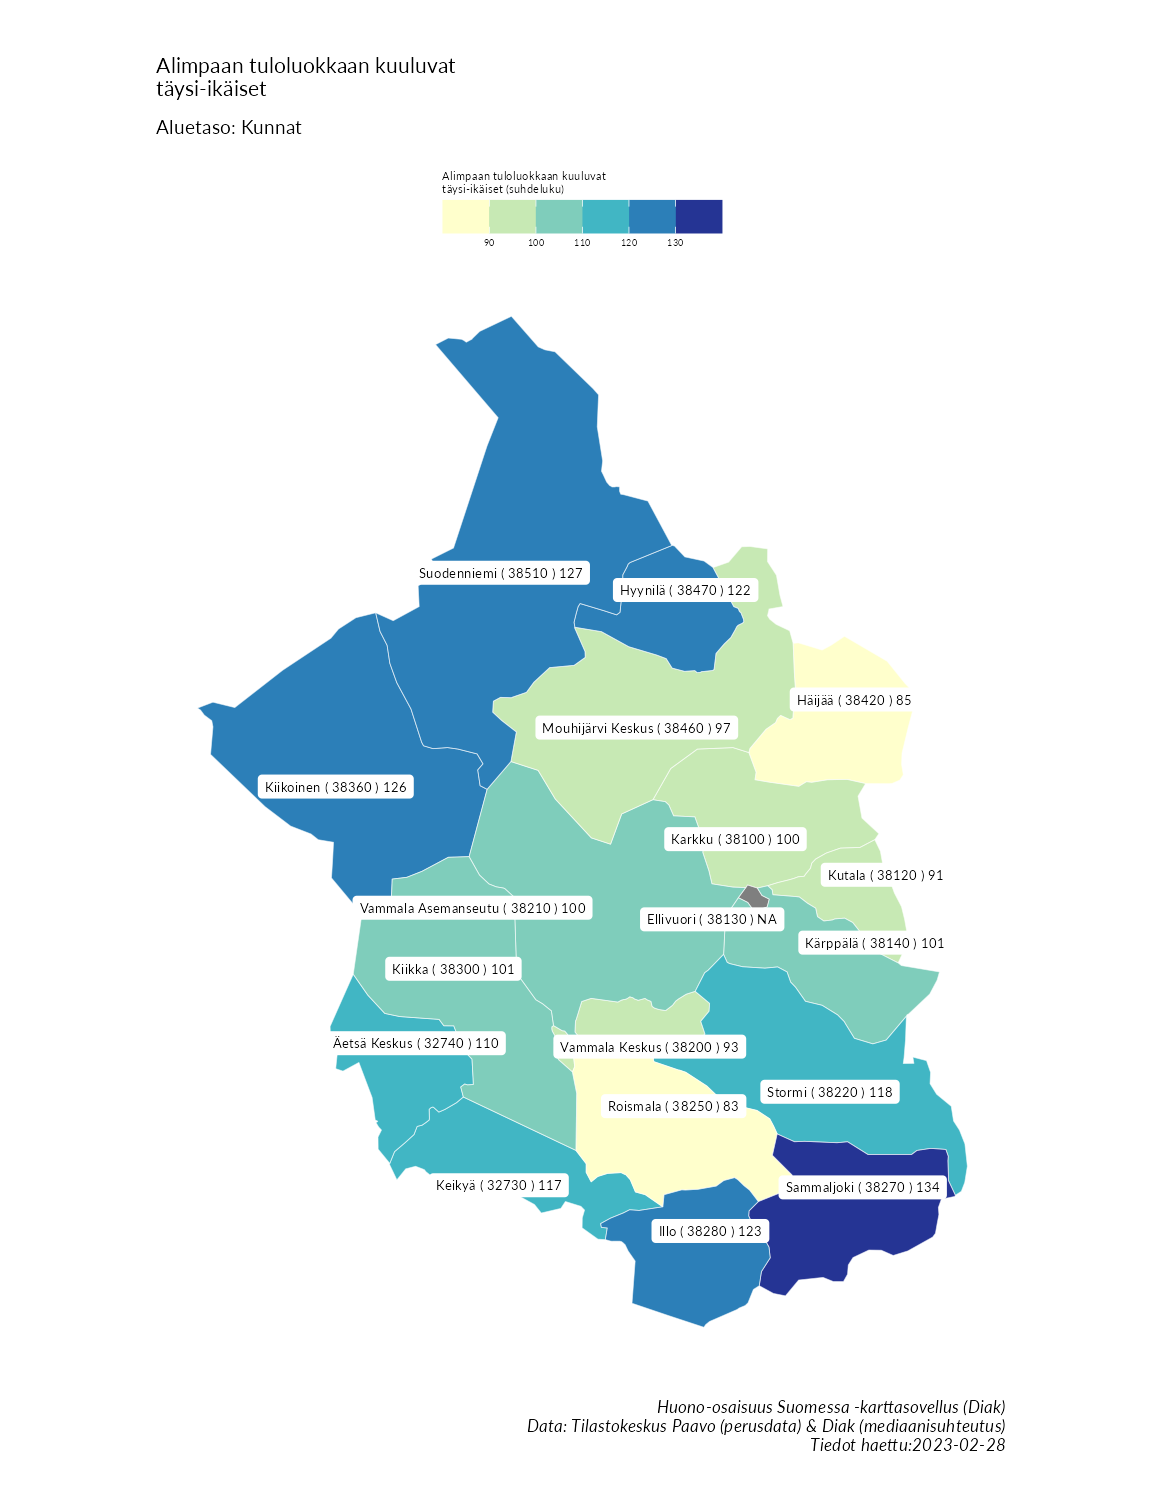 Alimpaan tuloluokkaan kuuluvat
täysi-ikäiset
Aluetaso: Kunnat
Alimpaan tuloluokkaan kuuluvat
täysi-ikäiset (suhdeluku)
90 100 110 120 130
Suodenniemi ( 38510 ) 127
Hyynilä ( 38470 ) 122
Häijää ( 38420 ) 85
Mouhijärvi Keskus ( 38460 ) 97
Kiikoinen ( 38360 ) 126
Karkku ( 38100 ) 100
Kutala ( 38120 ) 91
Vammala Asemanseutu ( 38210 ) 100
Ellivuori ( 38130 ) NA
Kärppälä ( 38140 ) 101
Kiikka ( 38300 ) 101
Äetsä Keskus ( 32740 ) 110
Vammala Keskus ( 38200 ) 93
Stormi ( 38220 ) 118
Roismala ( 38250 ) 83
Keikyä ( 32730 ) 117
Sammaljoki ( 38270 ) 134
Illo ( 38280 ) 123
Huono-osaisuus Suomessa -karttasovellus (Diak)
Data: Tilastokeskus Paavo (perusdata) & Diak (mediaanisuhteutus)
Tiedot haettu:2023-02-28